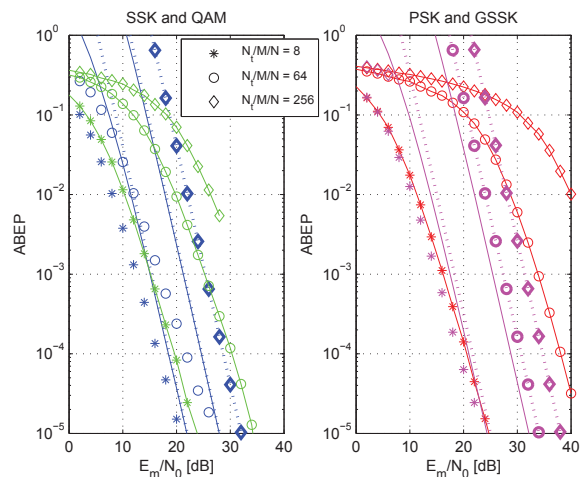 SSK and QAM
PSK and GSSK
N_t/M/N = 8
N_t/M/N = 64
N_t/M/N = 256
ABEP
10^0
10^-1
10^-2
10^-3
10^-4
10^-5
0 10 20 30 40
E_m/N_0 [dB]
ABEP
10^0
10^-1
10^-2
10^-3
10^-4
10^-5
0 10 20 30 40
E_m/N_0 [dB]